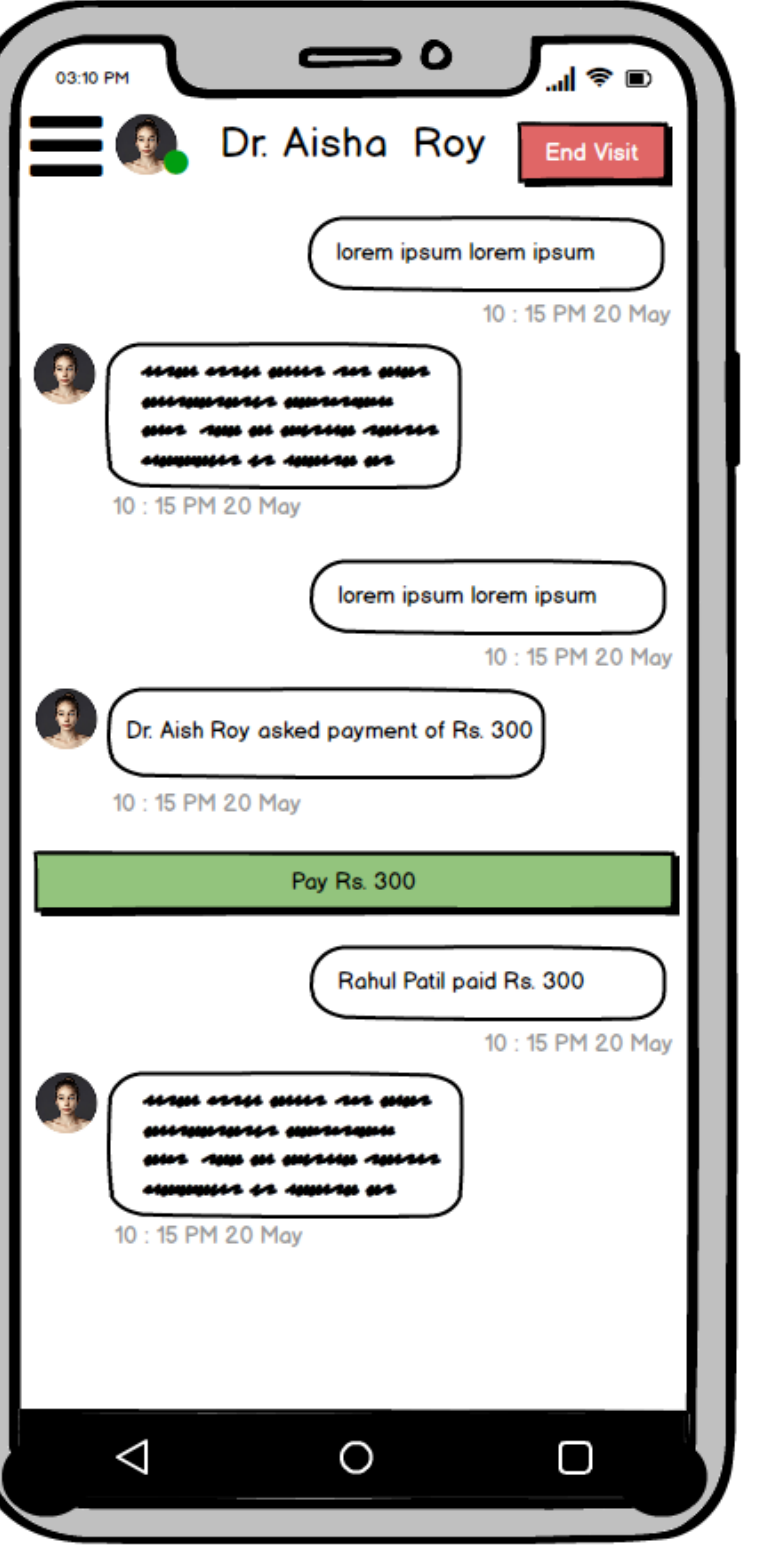 03:10 PM
Dr. Aisha Roy
End Visit
lorem ipsum lorem ipsum
10 : 15 PM 20 May
10 : 15 PM 20 May
lorem ipsum lorem ipsum
10 : 15 PM 20 May
Dr. Aish Roy asked payment of Rs. 300
10 : 15 PM 20 May
Pay Rs. 300
Rahul Patil paid Rs. 300
10 : 15 PM 20 May
10 : 15 PM 20 May